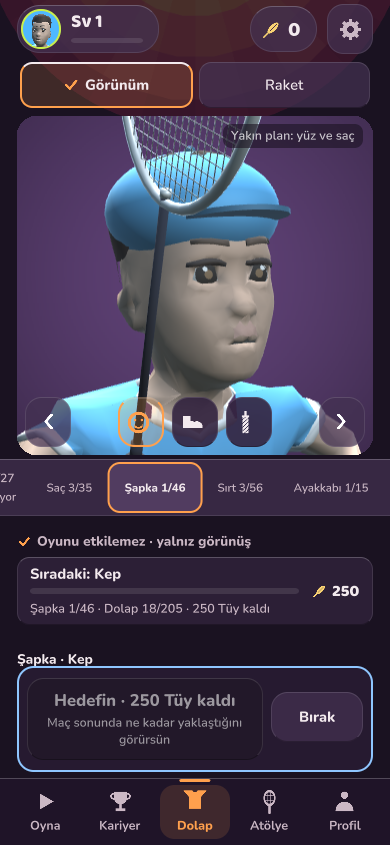 Sv 1
0
Görünüm
Raket
Yakın plan: yüz ve saç
27
yor
Saç 3/35
Şapka 1/46
Sırt 3/56
Ayakkabı 1/15
Oyunu etkilemez · yalnız görünüş
Sıradaki: Kep
250
Şapka 1/46 · Dolap 18/205 · 250 Tüy kaldı
Şapka · Kep
Hedefin · 250 Tüy kaldı
Maç sonunda ne kadar yaklaştığını
görürsün
Bırak
Oyna
Kariyer
Dolap
Atölye
Profil